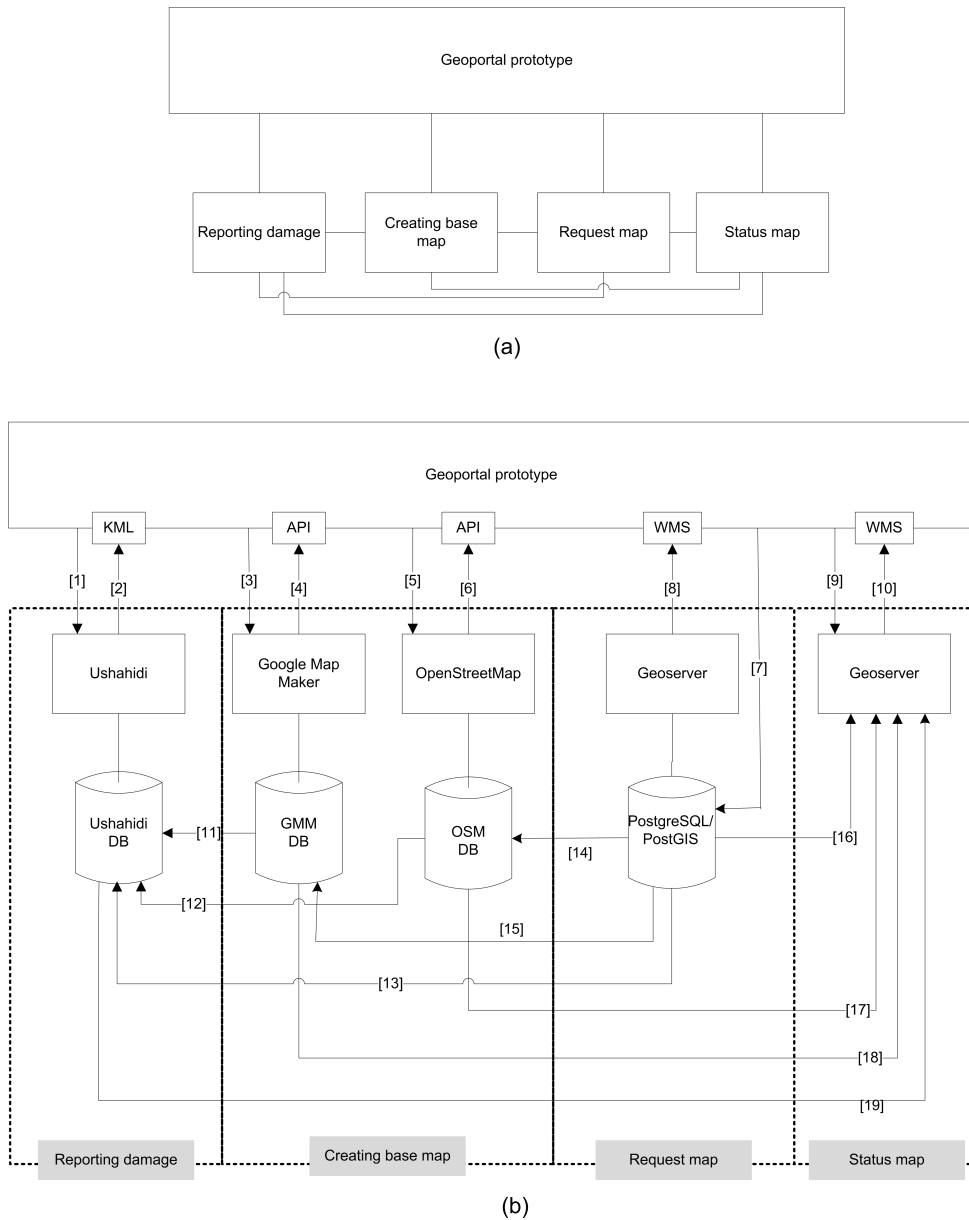 Geoportal prototype
Reporting damage
Creating base
map
Request map
Status map
(a)
Geoportal prototype
KML
API
API
WMS
WMS
[1]
[2]
[3]
[4]
[5]
[6]
[8]
[7]
[9]
[10]
Ushahidi
Google Map
Maker
OpenStreetMap
Geoserver
Geoserver
Ushahidi
DB
GMM
DB
OSM
DB
PostgreSQL/
PostGIS
[11]
[14]
[16]
[12]
[15]
[13]
[17]
[18]
[19]
Reporting damage
Creating base map
Request map
Status map
(b)